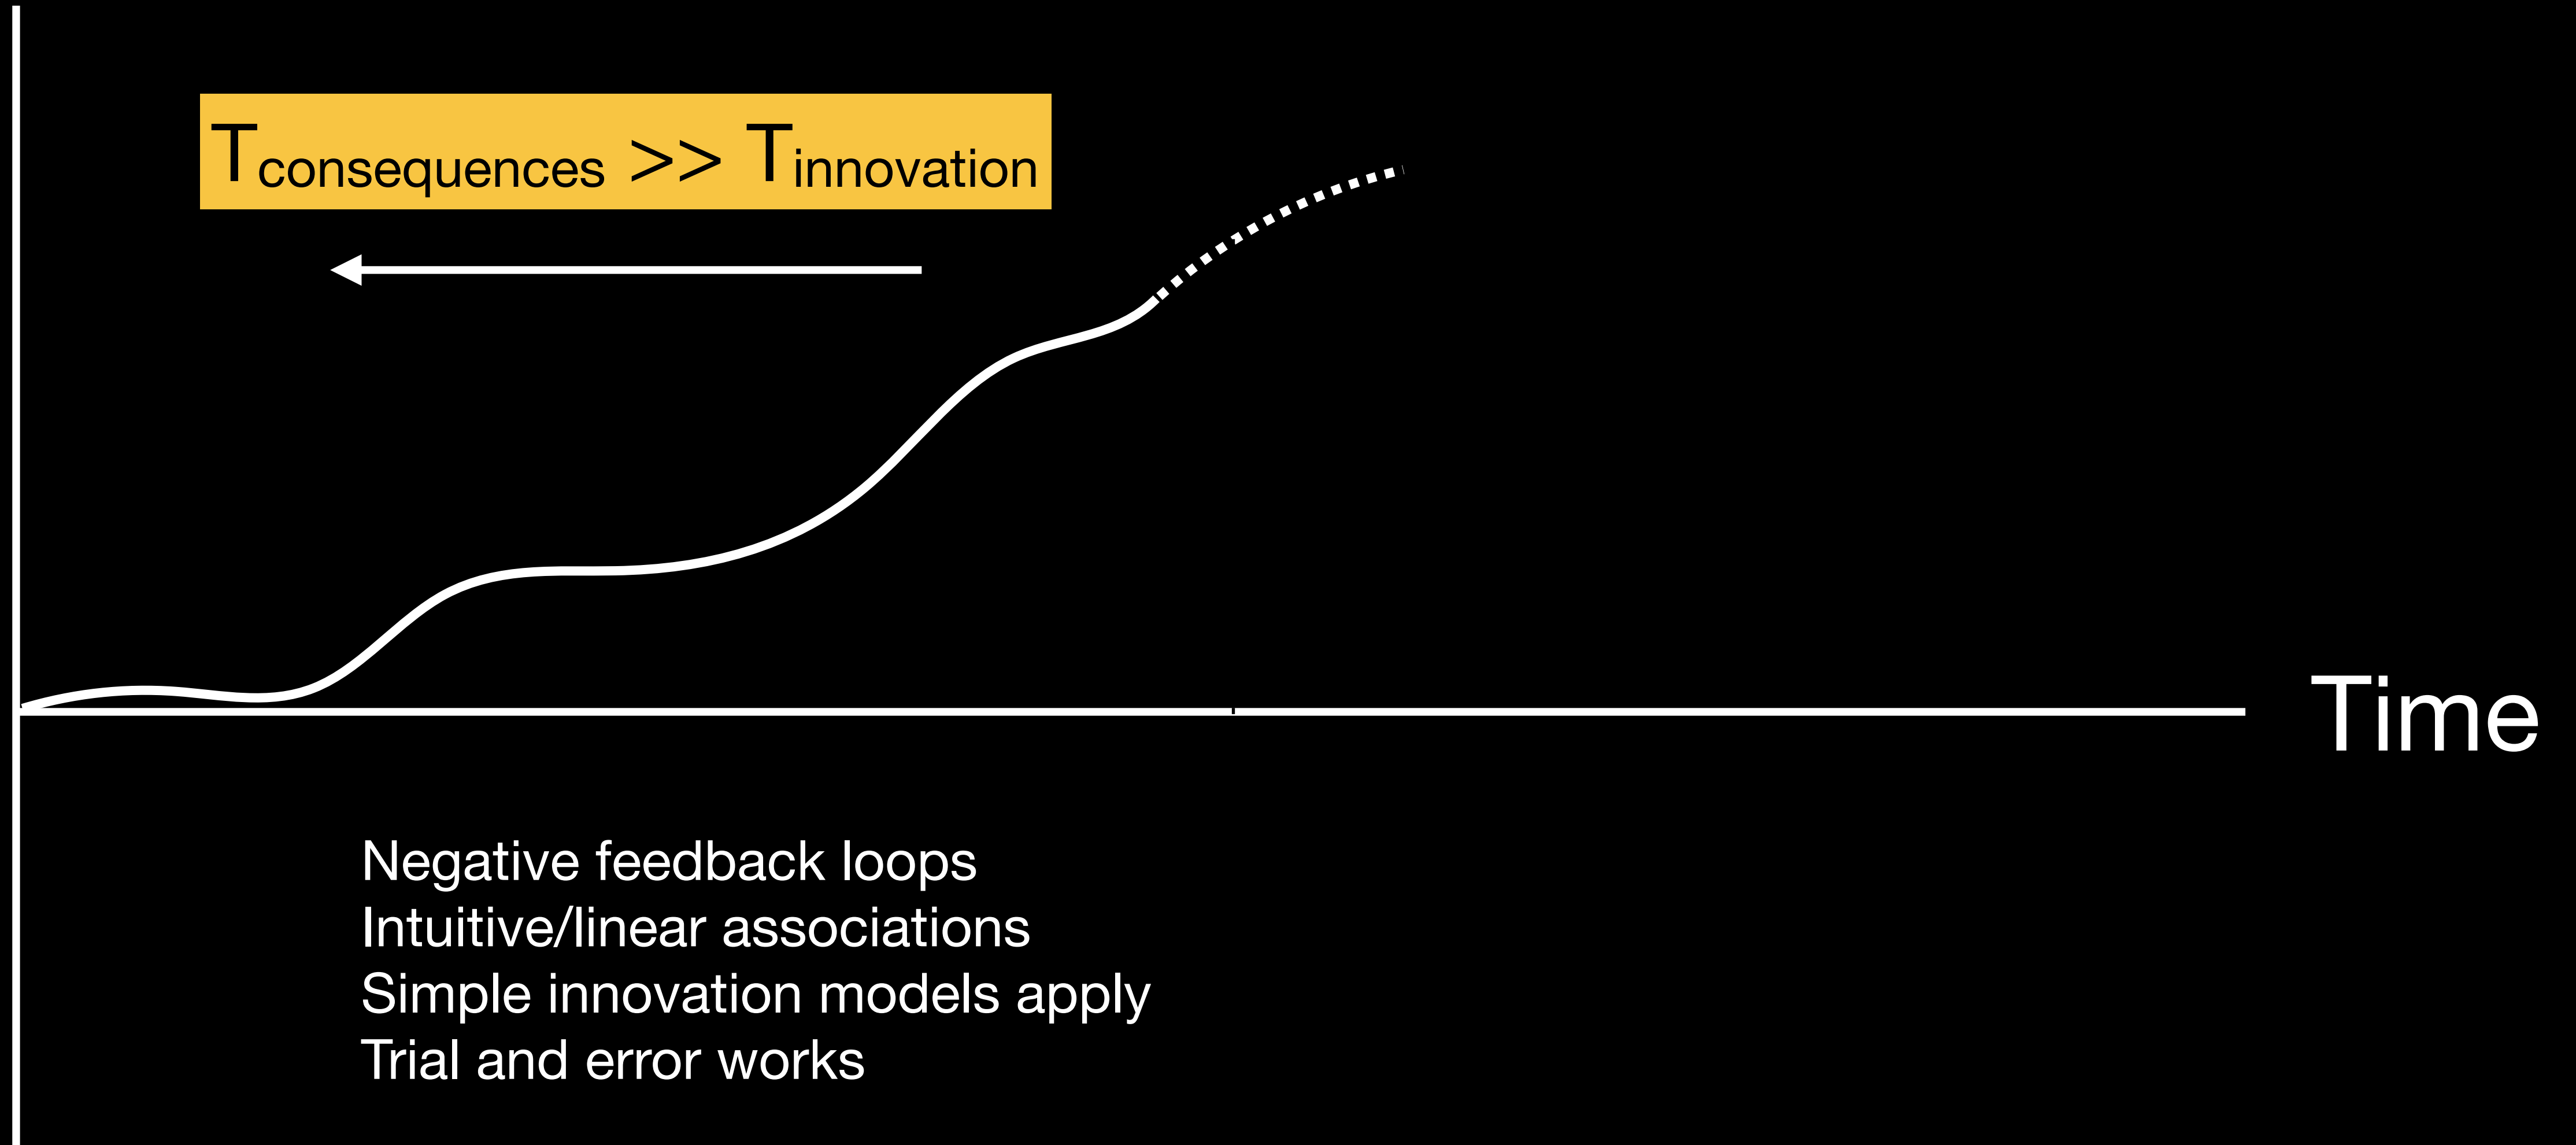 Tconsequences >> Tinnovation
Time
Negative feedback loops
Intuitive/linear associations
Simple innovation models apply
Trial and error works